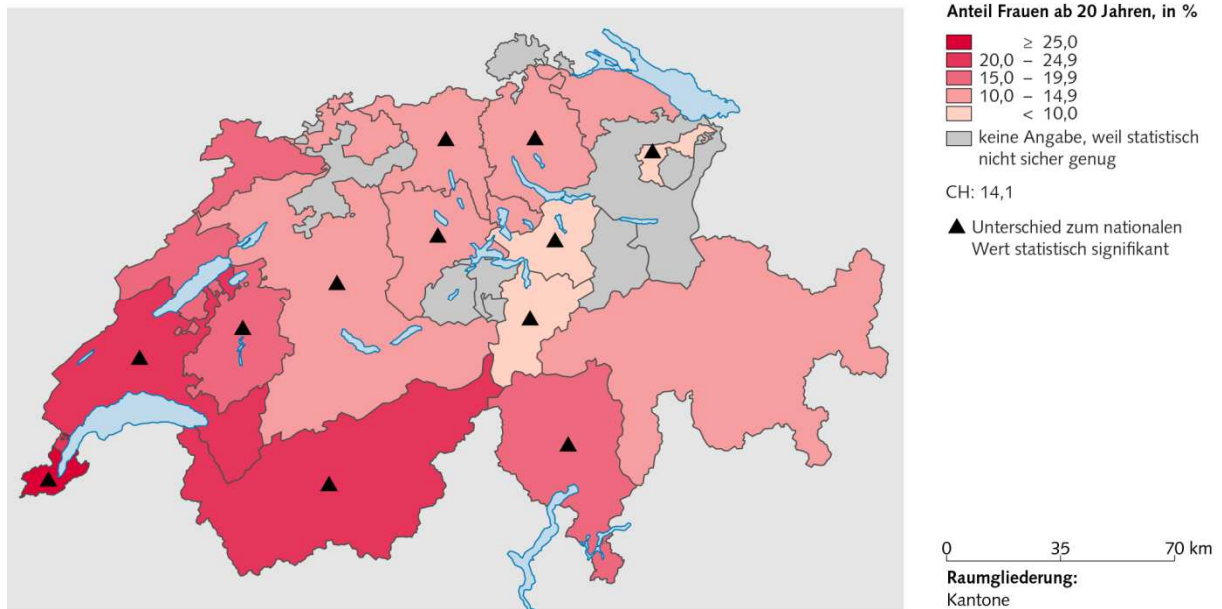 Anteil Frauen ab 20 Jahren, in %
≥ 25,0
20,0 – 24,9
15,0 – 19,9
10,0 – 14,9
< 10,0
keine Angabe, weil statistisch
nicht sicher genug
CH: 14,1
▲ Unterschied zum nationalen
Wert statistisch signifikant
0 35 70 km
Raumgliederung:
Kantone